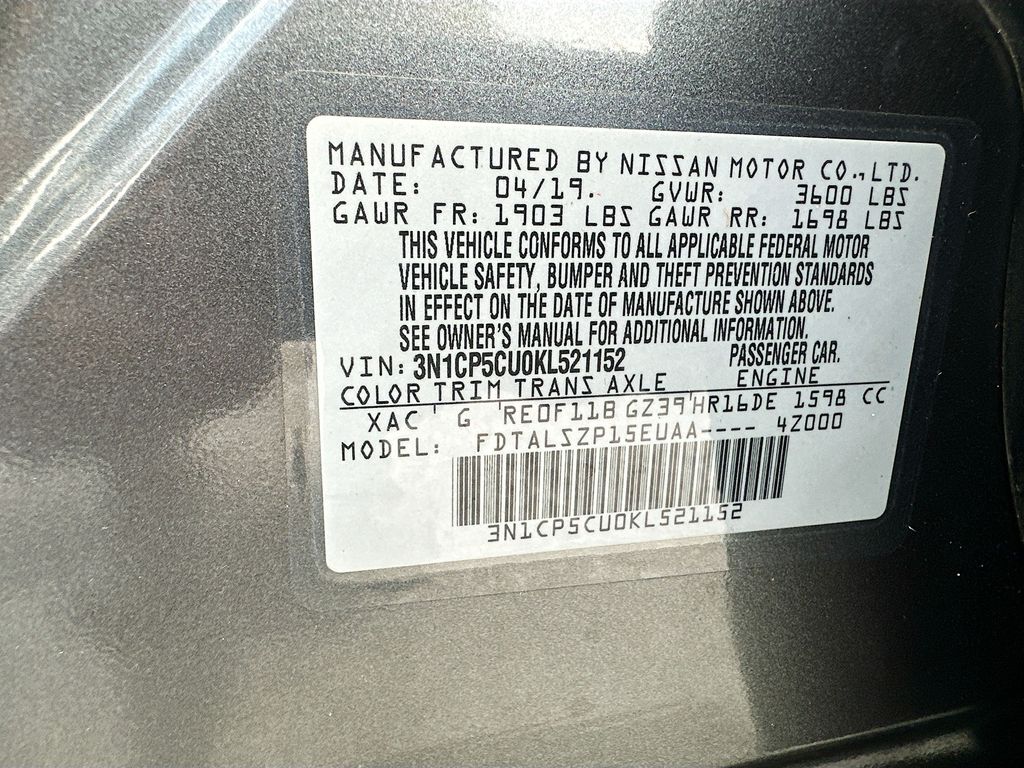 MANUFACTURED BY NISSAN MOTOR CO.,LTD.
DATE: 04/19. GVWR: 3600 LBS
GAWR FR: 1903 LBS GAWR RR: 1698 LBS
THIS VEHICLE CONFORMS TO ALL APPLICABLE FEDERAL MOTOR
VEHICLE SAFETY, BUMPER AND THEFT PREVENTION STANDARDS
IN EFFECT ON THE DATE OF MANUFACTURE SHOWN ABOVE.
SEE OWNER'S MANUAL FOR ADDITIONAL INFORMATION.
VIN: 3N1CP5CU0KL521152 PASSENGER CAR.
COLOR TRIM TRANS AXLE ENGINE
XAC ' G 'RE0F11B GZ39'HR16DE 1598 CC
MODEL: FDTALSZP15EUAA---- 4Z000
3N1CP5CU0KL521152